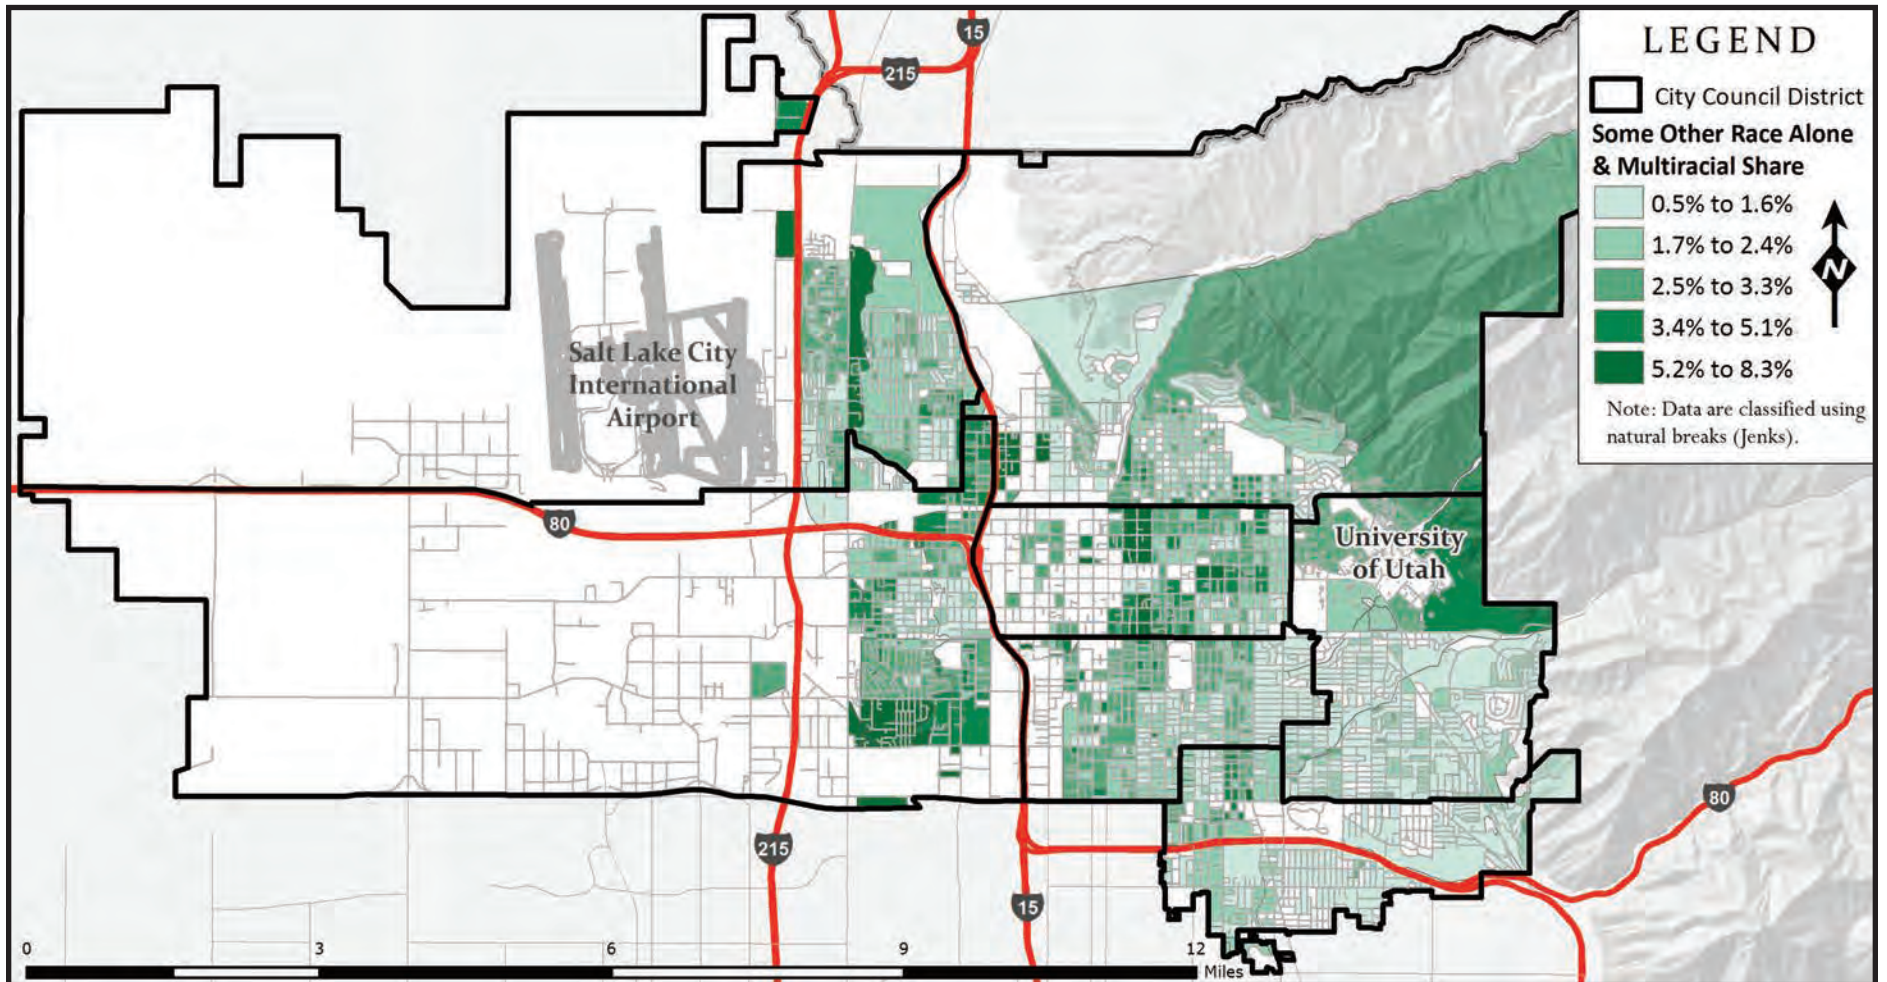 15
215
LEGEND
City Council District
Some Other Race Alone
& Multiracial Share
0.5% to 1.6%
1.7% to 2.4%
2.5% to 3.3%
3.4% to 5.1%
5.2% to 8.3%
N
Note: Data are classified using
natural breaks (Jenks).
Salt Lake City
International
Airport
80
University
of Utah
80
215
15
0 3 6 9 12
Miles